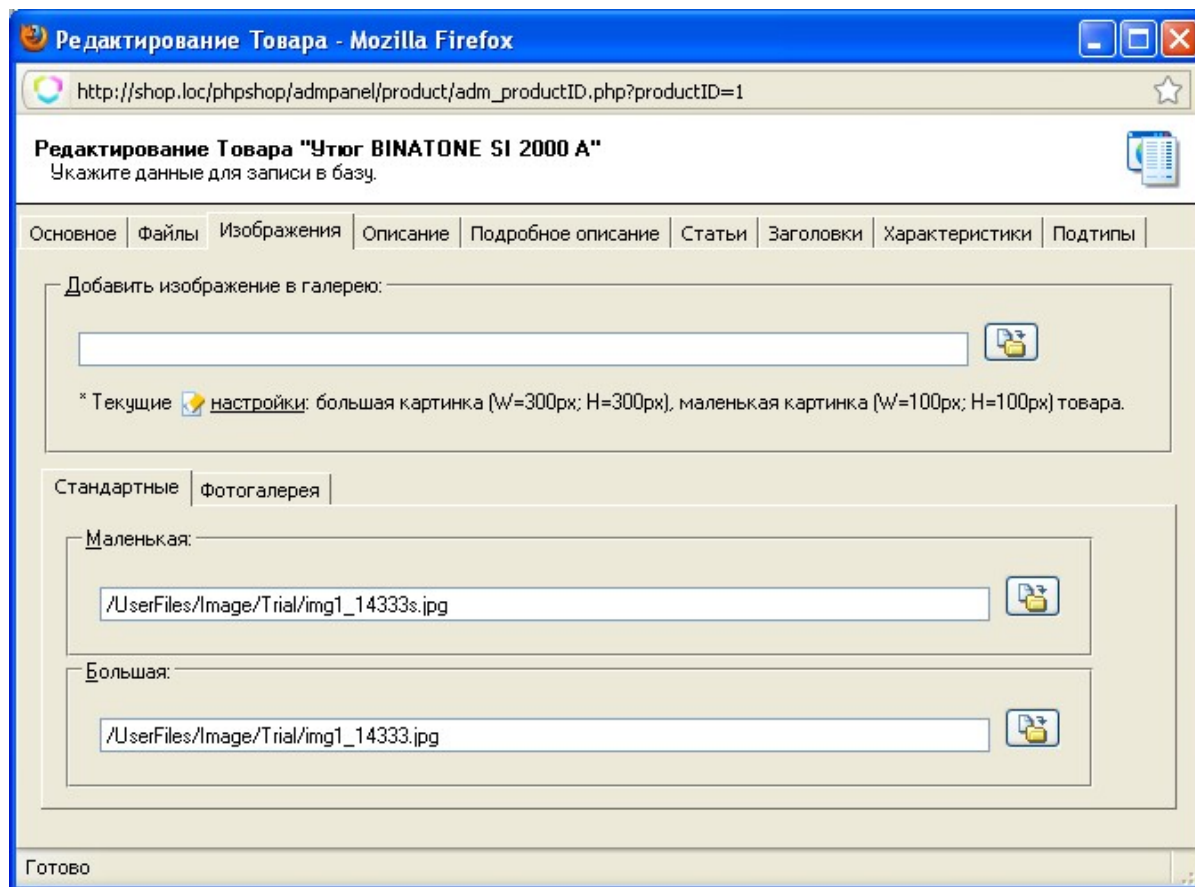 Редактирование Товара - Mozilla Firefox
http://shop.loc/phpshop/admpanel/product/adm_productID.php?productID=1
Редактирование Товара "Утюг BINATONE SI 2000 A"
Укажите данные для записи в базу.
Основное Файлы Изображения Описание Подробное описание Статьи Заголовки Характеристики Подтипы
Добавить изображение в галерею:
* Текущие настройки: большая картинка (W=300px; H=300px), маленькая картинка (W=100px; H=100px) товара.
Стандартные Фотогалерея
Маленькая:
/UserFiles/Image/Trial/img1_14333s.jpg
Большая:
/UserFiles/Image/Trial/img1_14333.jpg
Готово